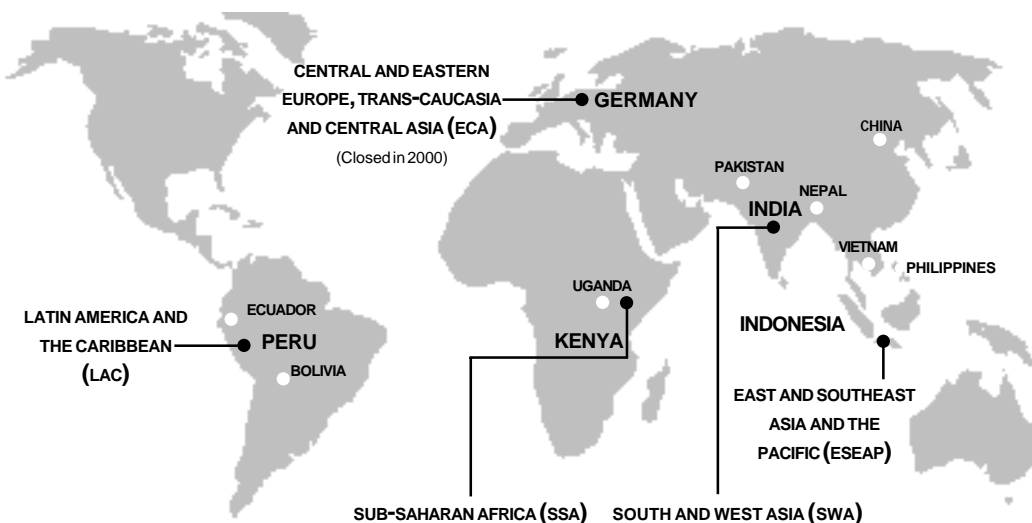 CENTRAL AND EASTERN
EUROPE, TRANS-CAUCASIA
AND CENTRAL ASIA (ECA)
(Closed in 2000)
GERMANY
CHINA
PAKISTAN
NEPAL
INDIA
VIETNAM
PHILIPPINES
UGANDA
KENYA
ECUADOR
LATIN AMERICA AND
THE CARIBBEAN
(LAC)
PERU
BOLIVIA
INDONESIA
EAST AND SOUTHEAST
ASIA AND THE
PACIFIC (ESEAP)
SUB-SAHARAN AFRICA (SSA)
SOUTH AND WEST ASIA (SWA)